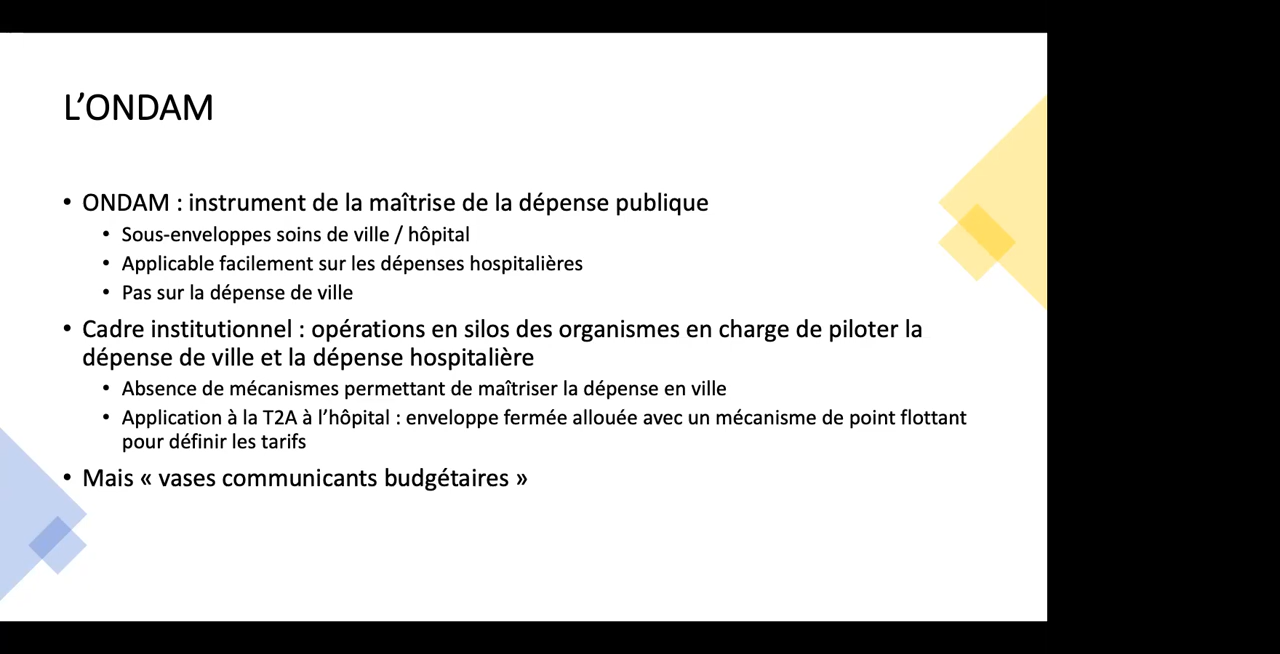 L'ONDAM
• ONDAM : instrument de la maîtrise de la dépense publique
• Sous-enveloppes soins de ville / hôpital
• Applicable facilement sur les dépenses hospitalières
• Pas sur la dépense de ville
• Cadre institutionnel : opérations en silos des organismes en charge de piloter la
dépense de ville et la dépense hospitalière
• Absence de mécanismes permettant de maîtriser la dépense en ville
• Application à la T2A à l'hôpital : enveloppe fermée allouée avec un mécanisme de point flottant
pour définir les tarifs
• Mais « vases communicants budgétaires »